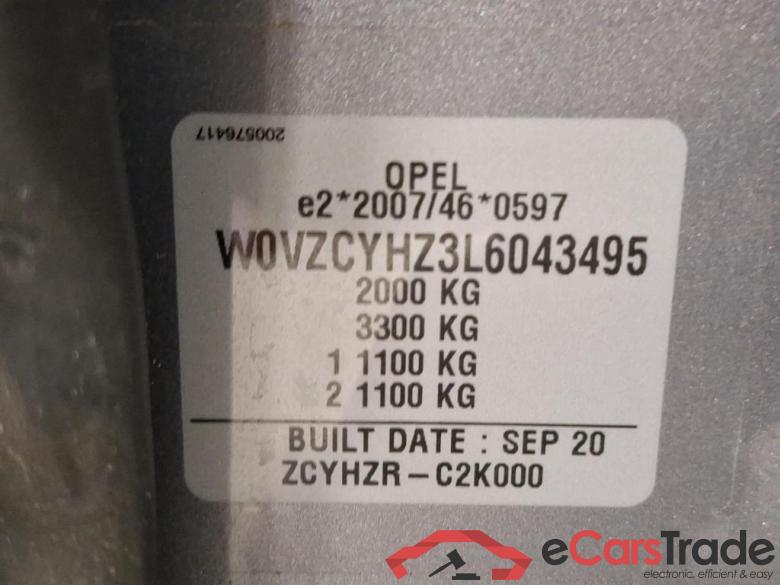 200576417
OPEL
e2*2007/46*0597
W0VZCYHZ3L6043495
2000 KG
3300 KG
1 1100 KG
2 1100 KG
BUILT DATE : SEP 20
ZCYHZR-C2K000
eCarsTrade
electronic, efficient & easy